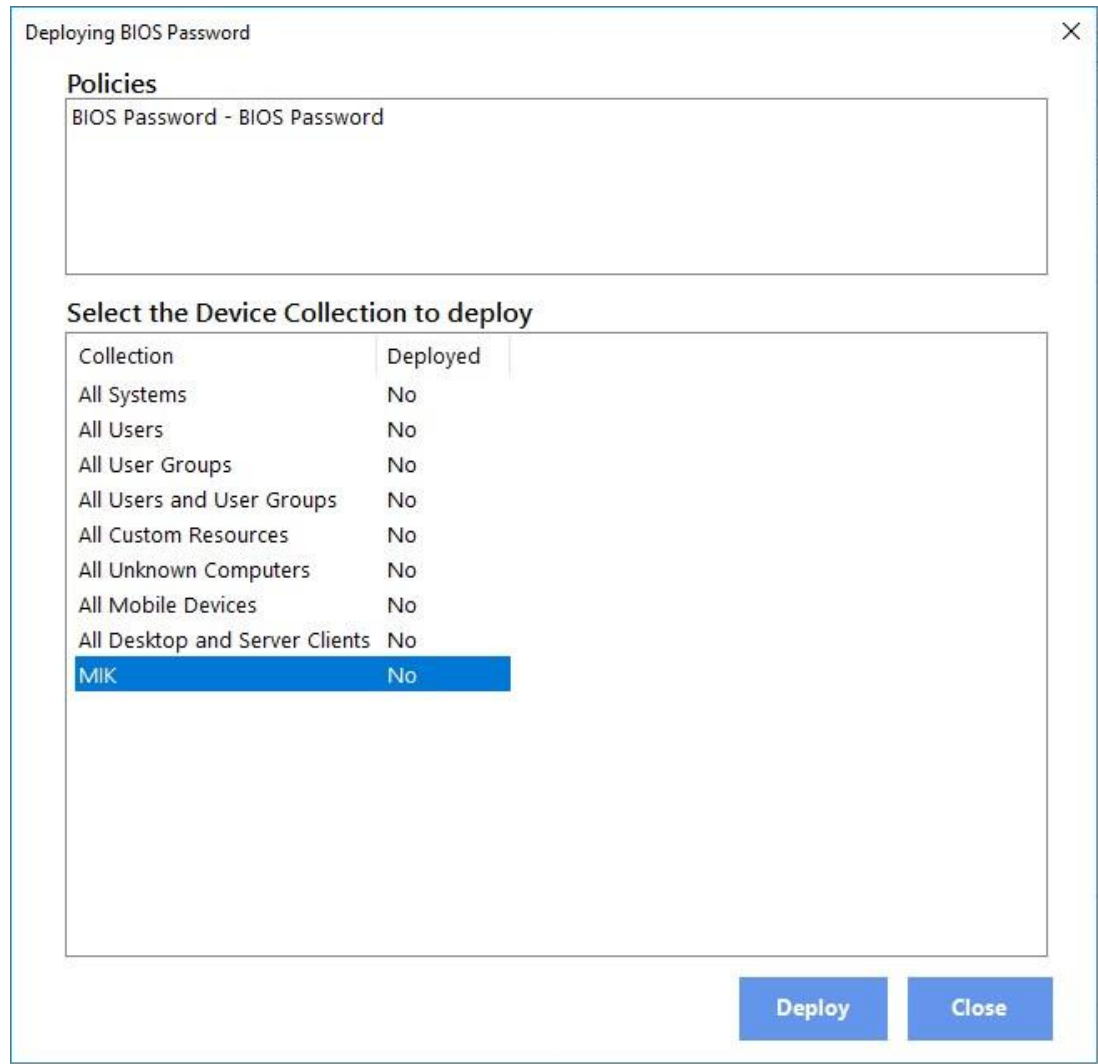 Deploying BIOS Password
Policies
BIOS Password - BIOS Password
Select the Device Collection to deploy
Collection Deployed
All Systems No
All Users No
All User Groups No
All Users and User Groups No
All Custom Resources No
All Unknown Computers No
All Mobile Devices No
All Desktop and Server Clients No
MIK No
Deploy Close